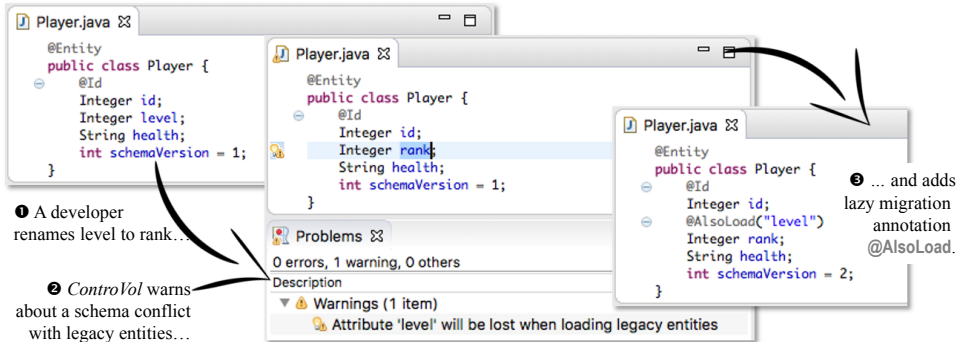 Player.java
@Entity
public class Player {
@Id
Integer id;
Integer level;
String health;
int schemaVersion = 1;
}
❶ A developer
renames level to rank…
Player.java
@Entity
public class Player {
@Id
Integer id;
Integer rank;
String health;
int schemaVersion = 1;
}
Problems
0 errors, 1 warning, 0 others
Description
Warnings (1 item)
Attribute 'level' will be lost when loading legacy entities
❷ ControVol warns
about a schema conflict
with legacy entities…
Player.java
@Entity
public class Player {
@Id
Integer id;
@AlsoLoad("level")
Integer rank;
String health;
int schemaVersion = 2;
}
❸ … and adds
lazy migration
annotation
@AlsoLoad.